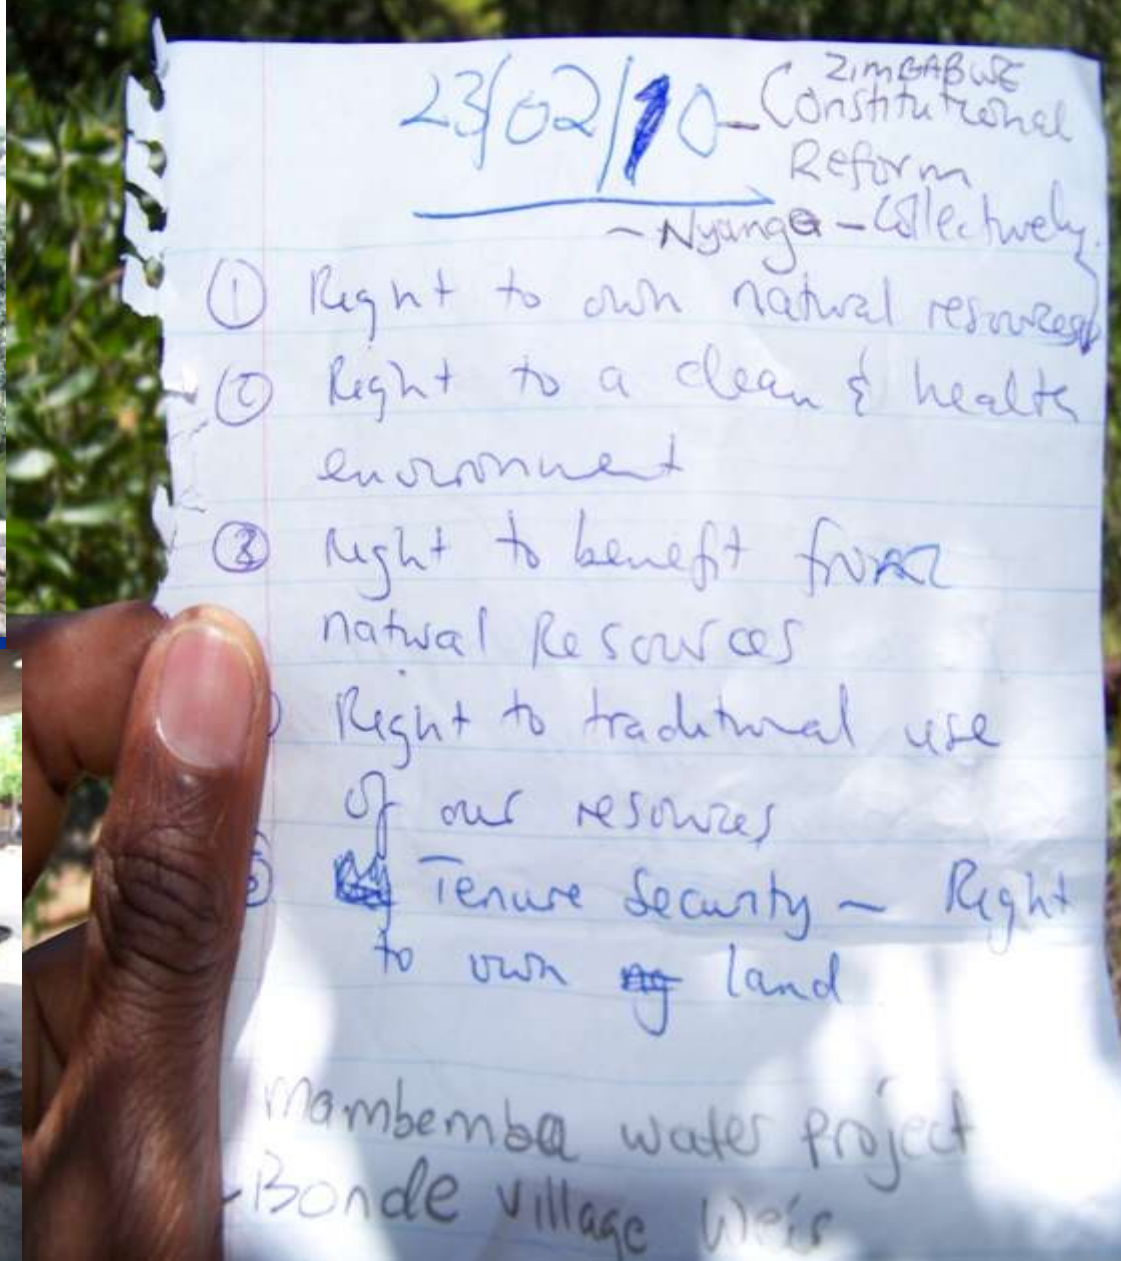 ZIMBABWE
23/02/10 - Constitutional
Reform
- Nyanga - Collectively
① Right to own natural resources
② Right to a clean & health
environment
③ Right to benefit from
natural Resources
) Right to traditional use
of our resources
⑤ Tenure Security - Right
to own land
Mambemba water project
- Bonde village Weir